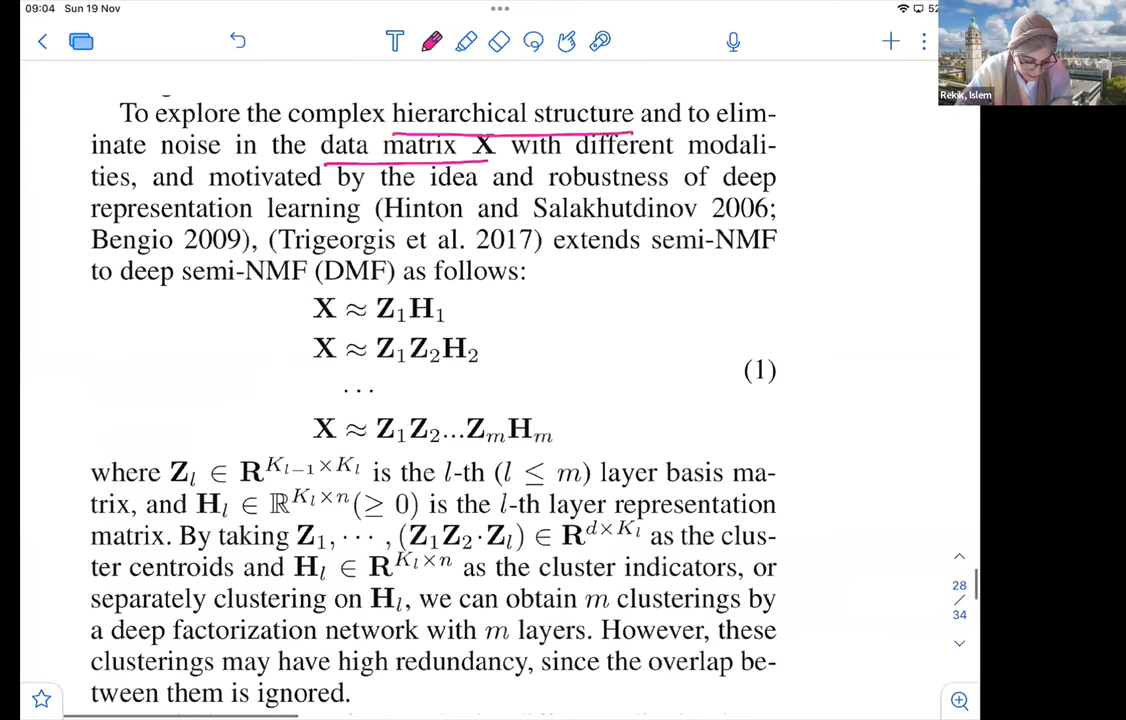 09:04 Sun 19 Nov
Rekik, Islem
To explore the complex hierarchical structure and to elim-
inate noise in the data matrix X with different modali-
ties, and motivated by the idea and robustness of deep
representation learning (Hinton and Salakhutdinov 2006;
Bengio 2009), (Trigeorgis et al. 2017) extends semi-NMF
to deep semi-NMF (DMF) as follows:
X ≈ Z₁H₁
X ≈ Z₁Z₂H₂
...
X ≈ Z₁Z₂...ZₘHₘ
(1)
where Z_l ∈ R^{K_{l−1}×K_l} is the l-th (l ≤ m) layer basis ma-
trix, and H_l ∈ ℝ^{K_l×n}(≥ 0) is the l-th layer representation
matrix. By taking Z₁, ⋯ , (Z₁Z₂·Z_l) ∈ R^{d×K_l} as the clus-
ter centroids and H_l ∈ R^{K_l×n} as the cluster indicators, or
separately clustering on H_l, we can obtain m clusterings by
a deep factorization network with m layers. However, these
clusterings may have high redundancy, since the overlap be-
tween them is ignored.
28
/
34